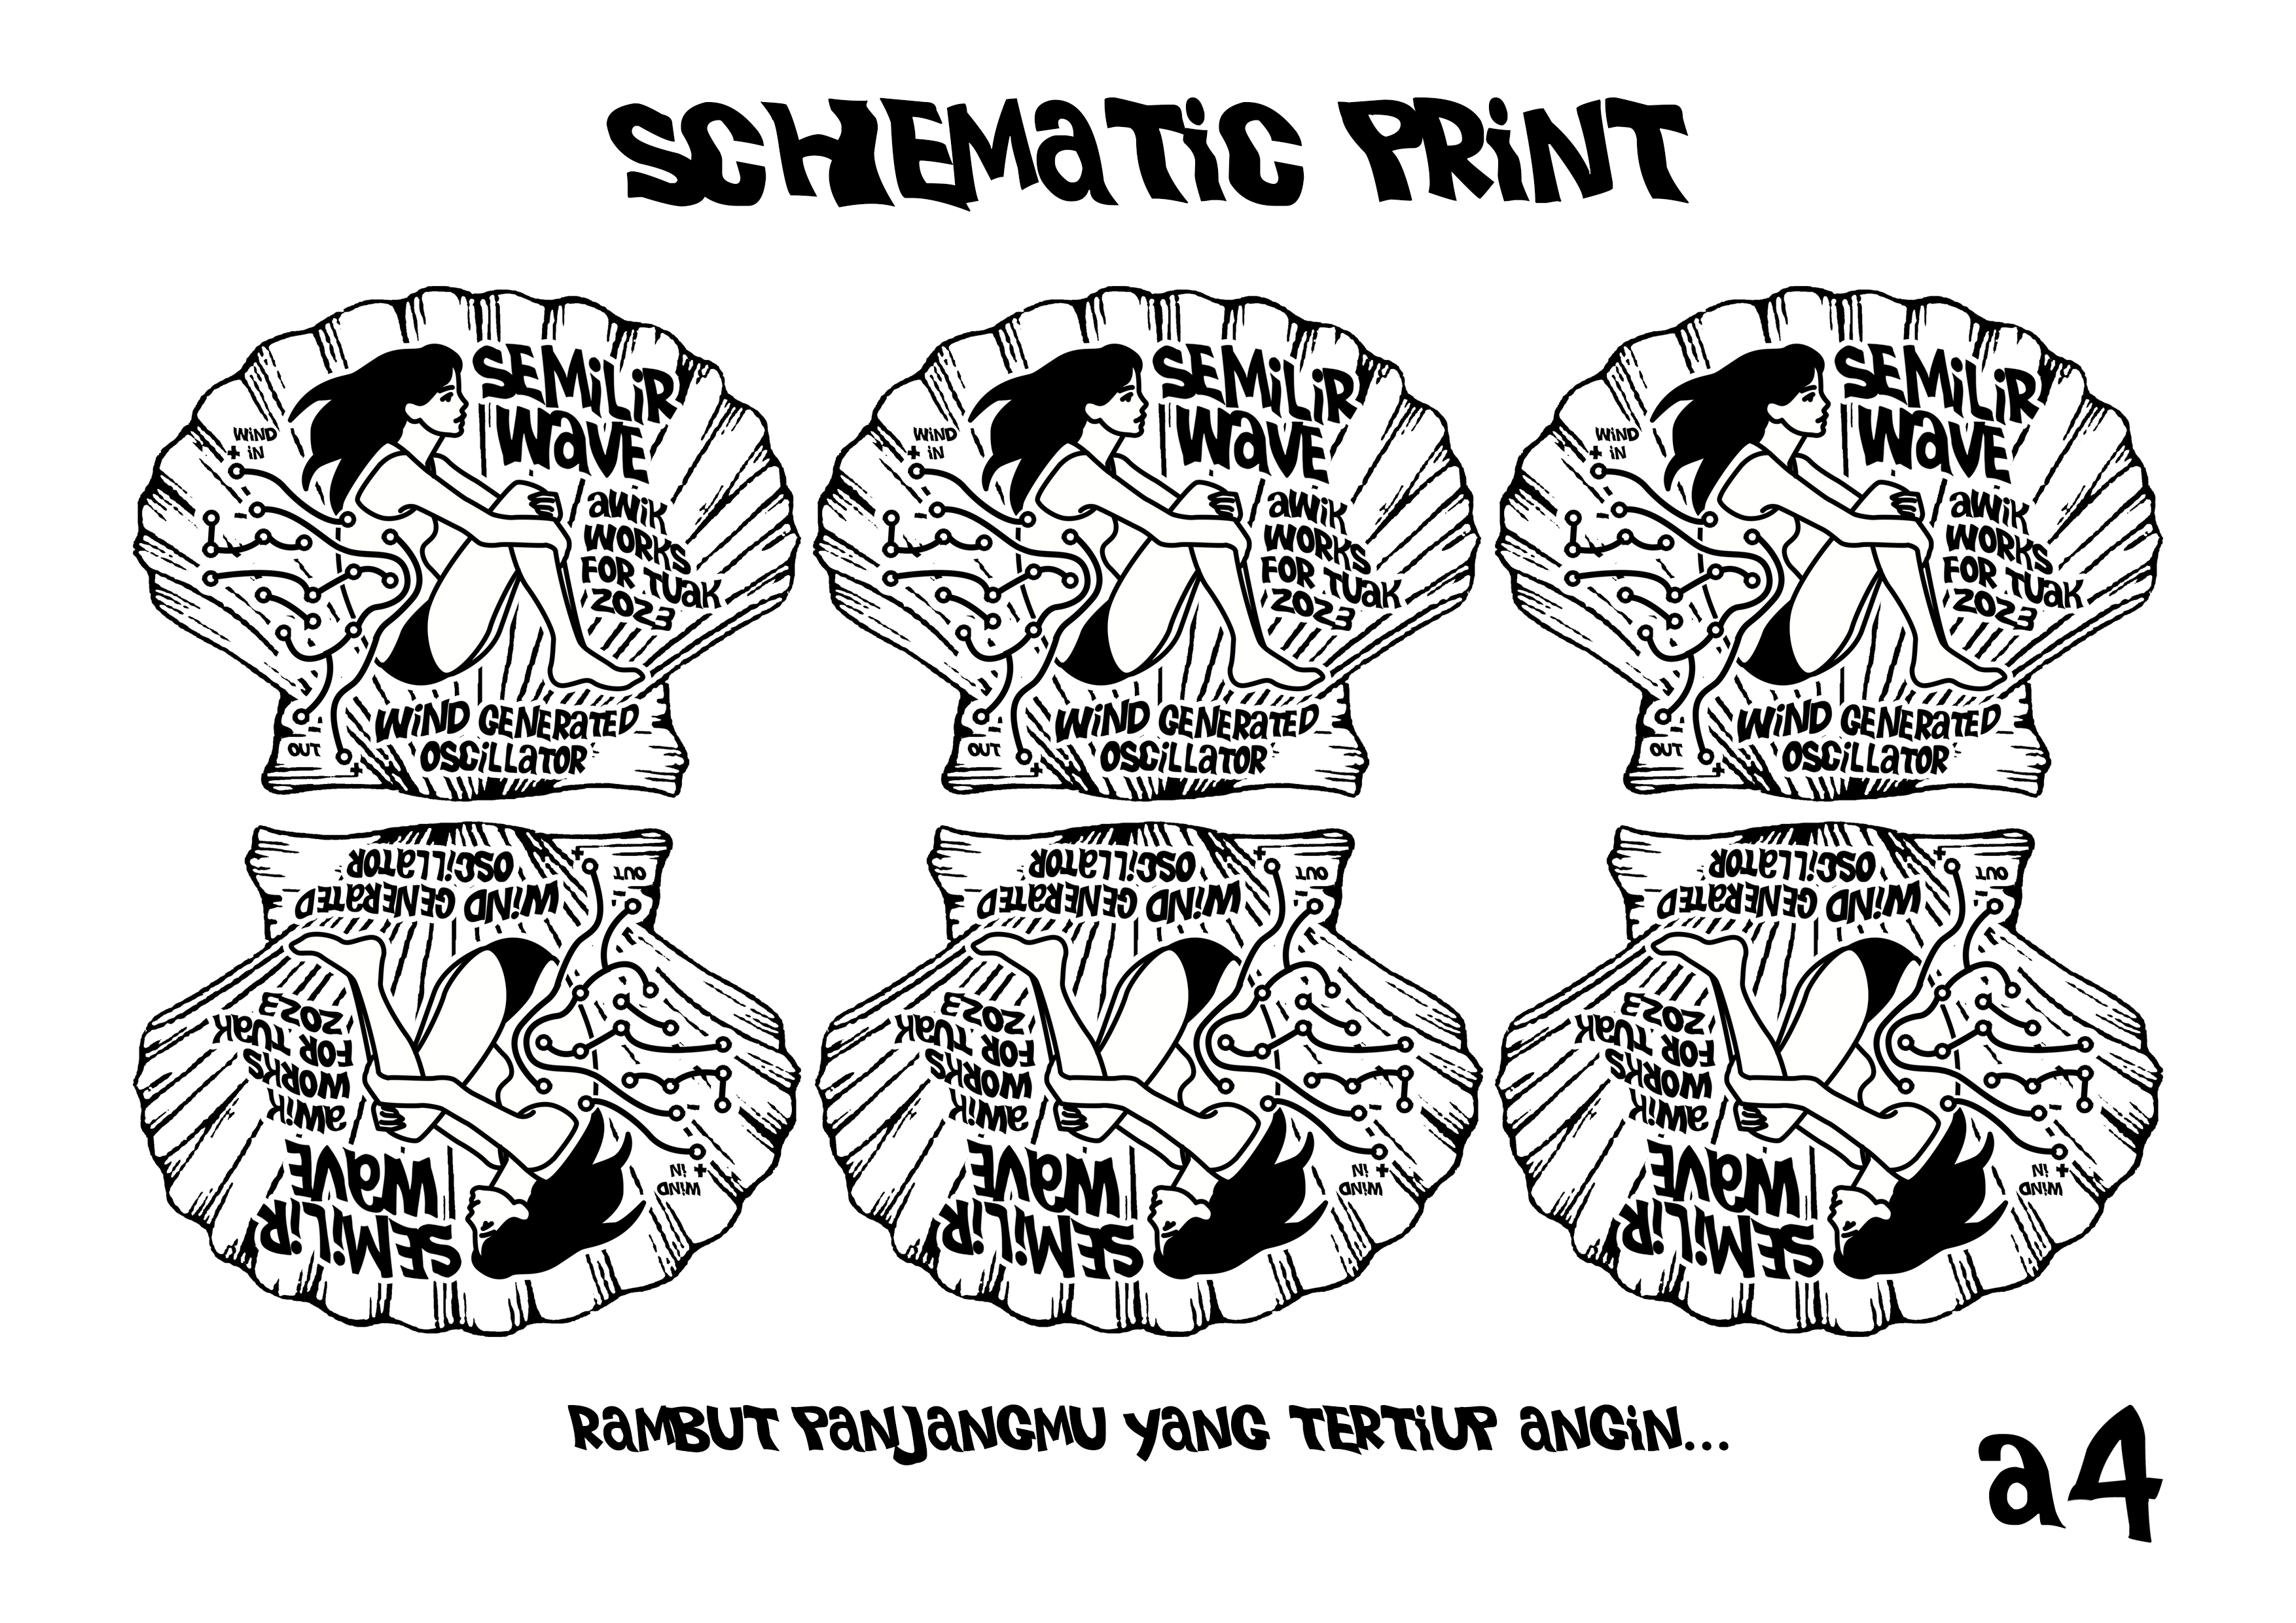 SCHEMaTiC PRiNT
SEMiLiR
WaVE
aWiK
WORKS
FOR TUaK
2023
WiND
+ iN
-
-
OUT
+
WiND GENERaTED
OSCiLLaTOR
SEMiLiR
WaVE
aWiK
WORKS
FOR TUaK
2023
WiND
+ iN
-
-
OUT
+
WiND GENERaTED
OSCiLLaTOR
SEMiLiR
WaVE
aWiK
WORKS
FOR TUaK
2023
WiND
+ iN
-
-
OUT
+
WiND GENERaTED
OSCiLLaTOR
SEMiLiR
WaVE
aWiK
WORKS
FOR TUaK
2023
WiND
+ iN
-
-
OUT
+
WiND GENERaTED
OSCiLLaTOR
SEMiLiR
WaVE
aWiK
WORKS
FOR TUaK
2023
WiND
+ iN
-
-
OUT
+
WiND GENERaTED
OSCiLLaTOR
SEMiLiR
WaVE
aWiK
WORKS
FOR TUaK
2023
WiND
+ iN
-
-
OUT
+
WiND GENERaTED
OSCiLLaTOR
RaMBUT PaNJaNGMU YaNG TERTiUP aNGiN...
a4